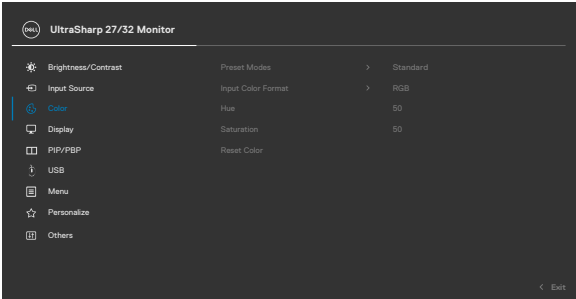 DELL UltraSharp 27/32 Monitor
Brightness/Contrast Preset Modes > Standard
Input Source Input Color Format > RGB
Color Hue 50
Display Saturation 50
PIP/PBP Reset Color
USB
Menu
Personalize
Others
< Exit